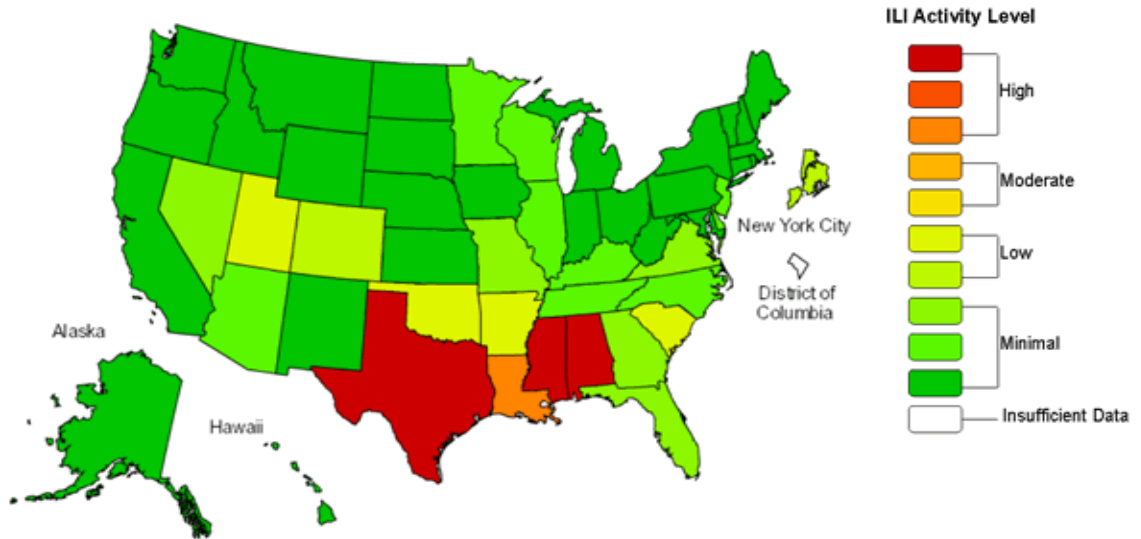 ILI Activity Level
High
Moderate
Low
Minimal
Insufficient Data
New York City
District of
Columbia
Alaska
Hawaii